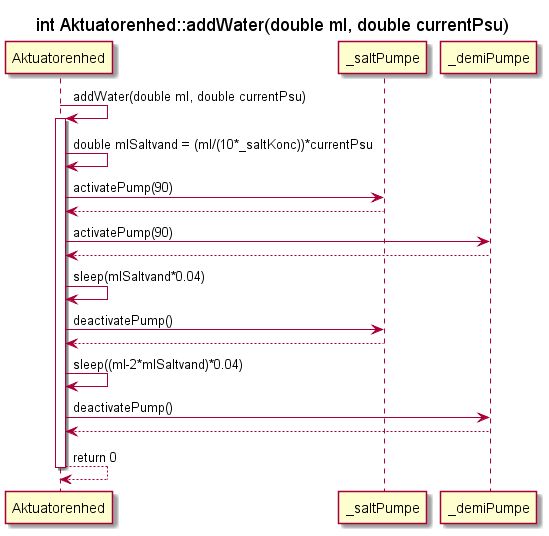 int Aktuatorenhed::addWater(double ml, double currentPsu)
Aktuatorenhed
_saltPumpe
_demiPumpe
addWater(double ml, double currentPsu)
double mlSaltvand = (ml/(10*_saltKonc))*currentPsu
activatePump(90)
activatePump(90)
sleep(mlSaltvand*0.04)
deactivatePump()
sleep((ml-2*mlSaltvand)*0.04)
deactivatePump()
return 0
Aktuatorenhed
_saltPumpe
_demiPumpe